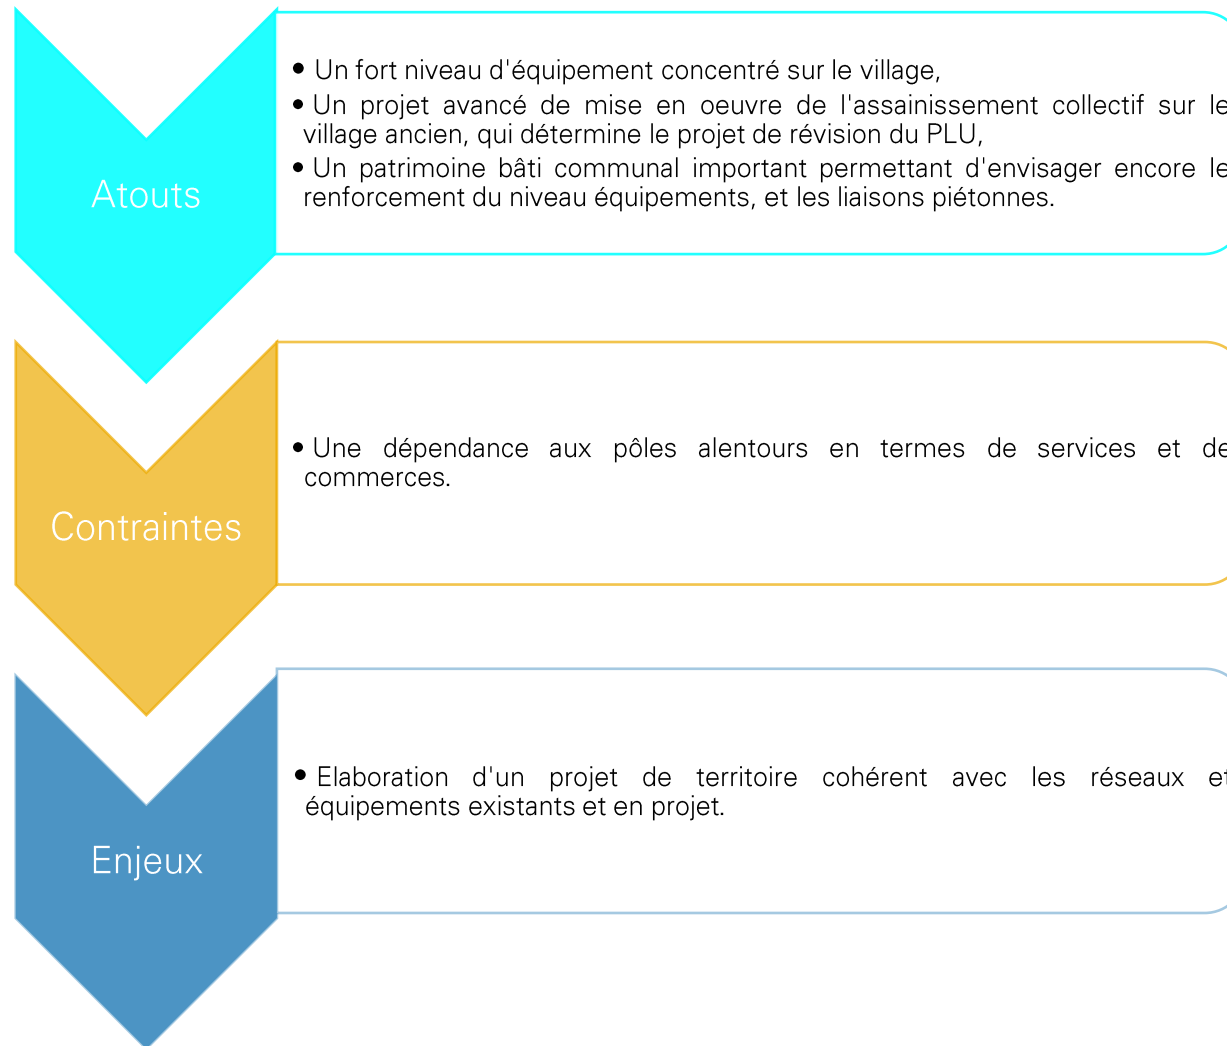 Atouts
• Un fort niveau d'équipement concentré sur le village,
• Un projet avancé de mise en oeuvre de l'assainissement collectif sur le
village ancien, qui détermine le projet de révision du PLU,
• Un patrimoine bâti communal important permettant d'envisager encore le
renforcement du niveau équipements, et les liaisons piétonnes.
Contraintes
• Une dépendance aux pôles alentours en termes de services et de
commerces.
Enjeux
• Elaboration d'un projet de territoire cohérent avec les réseaux et
équipements existants et en projet.